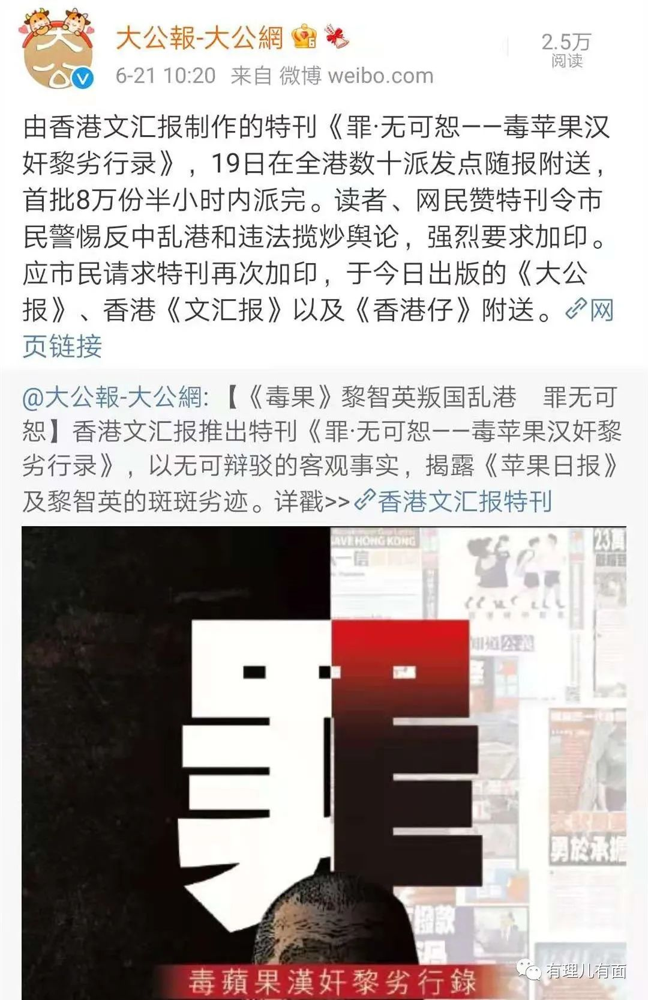 大公報-大公網
2.5万
阅读
6-21 10:20 来自 微博 weibo.com
由香港文汇报制作的特刊《罪·无可恕——毒苹果汉
奸黎劣行录》，19日在全港数十派发点随报附送，
首批8万份半小时内派完。读者、网民赞特刊令市
民警惕反中乱港和违法揽炒舆论，强烈要求加印。
应市民请求特刊再次加印，于今日出版的《大公
报》、香港《文汇报》以及《香港仔》附送。网
页链接
@大公報-大公網:【《毒果》黎智英叛国乱港 罪无可
恕】香港文汇报推出特刊《罪·无可恕——毒苹果汉奸黎
劣行录》，以无可辩驳的客观事实，揭露《苹果日报》
及黎智英的斑斑劣迹。详戳>>香港文汇报特刊
AVE HONG KONG
一信
23萬
知道公義
罪
勇於承擔
撥款
毒蘋果漢奸黎劣行錄
有理儿有面